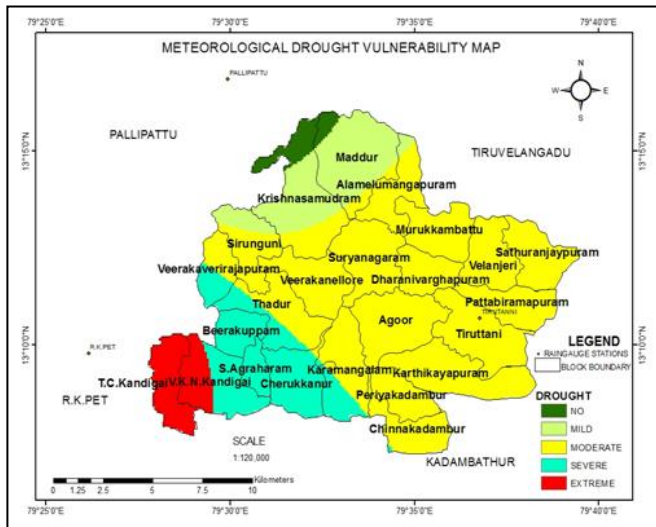 79°25'0"E 79°30'0"E 79°35'0"E 79°40'0"E
METEOROLOGICAL DROUGHT VULNERABILITY MAP
PALLIPATTU
N
W E
S
PALLIPATTU
TIRUVELANGADU
13°15'0"N 13°15'0"N
Maddur
Alamelumangapuram
Krishnasamudram
Murukkambattu
Sirunguni
Sathuranjaypuram
Suryanagaram
Velanjeri
Veerakaverirajapuram
Veerakanellore
Dharanivarghapuram
Thadur
Pattabiramapuram
TIRUTANNI
Agoor
Beerakuppam
Tiruttani
13°10'0"N 13°10'0"N
R.K.PET
LEGEND
RAINGAUGE STATIONS
BLOCK BOUNDARY
S.Agraharam
Karamangalam
Karthikayapuram
T.C.Kandigai
V.K.N.Kandigai
Cherukkanur
Periyakadambur
R.K.PET
DROUGHT
NO
MILD
MODERATE
SEVERE
EXTREME
Chinnakadambur
KADAMBATHUR
SCALE
1:120,000
Kilometers
0 1.25 2.5 5 7.5 10
79°25'0"E 79°30'0"E 79°35'0"E 79°40'0"E